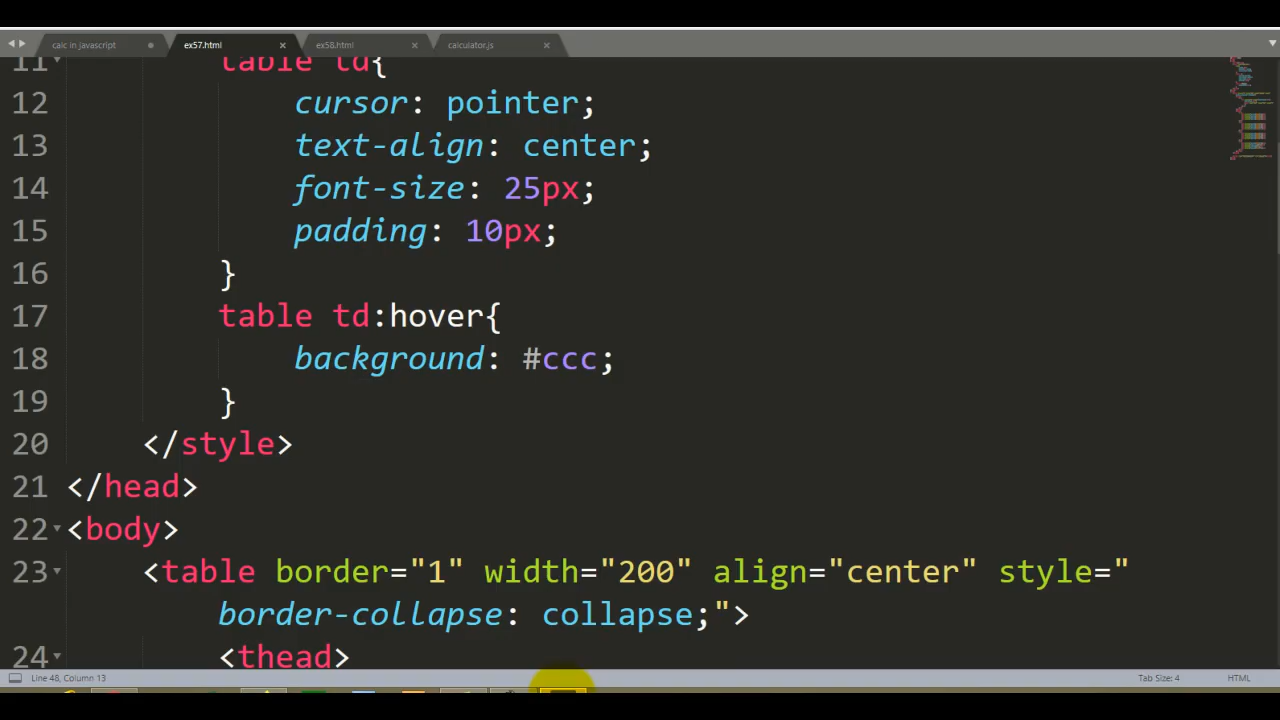 calc in javascript
ex57.html
ex58.html
calculator.js
11 table td{
12 cursor: pointer;
13 text-align: center;
14 font-size: 25px;
15 padding: 10px;
16 }
17 table td:hover{
18 background: #ccc;
19 }
20 </style>
21 </head>
22 <body>
23 <table border="1" width="200" align="center" style="
border-collapse: collapse;">
24 <thead>
Line 48, Column 13
Tab Size: 4
HTML